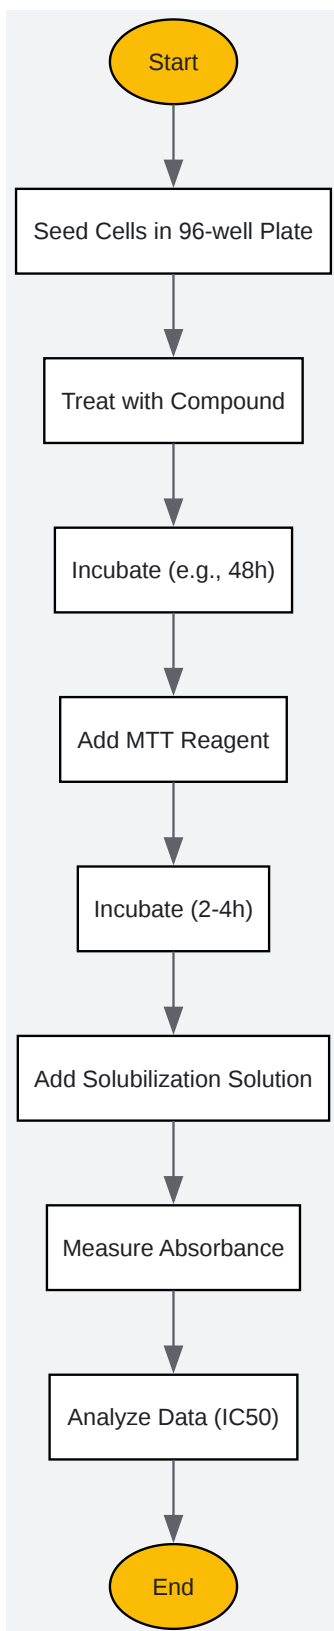 Start
Seed Cells in 96-well Plate
Treat with Compound
Incubate (e.g., 48h)
Add MTT Reagent
Incubate (2-4h)
Add Solubilization Solution
Measure Absorbance
Analyze Data (IC50)
End